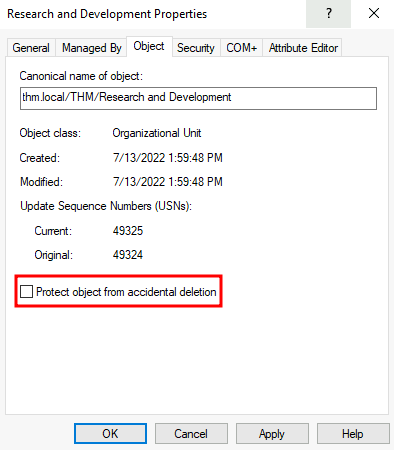 Research and Development Properties
?
General Managed By Object Security COM+ Attribute Editor
Canonical name of object:
thm.local/THM/Research and Development
Object class: Organizational Unit
Created: 7/13/2022 1:59:48 PM
Modified: 7/13/2022 1:59:48 PM
Update Sequence Numbers (USNs):
Current: 49325
Original: 49324
Protect object from accidental deletion
OK Cancel Apply Help